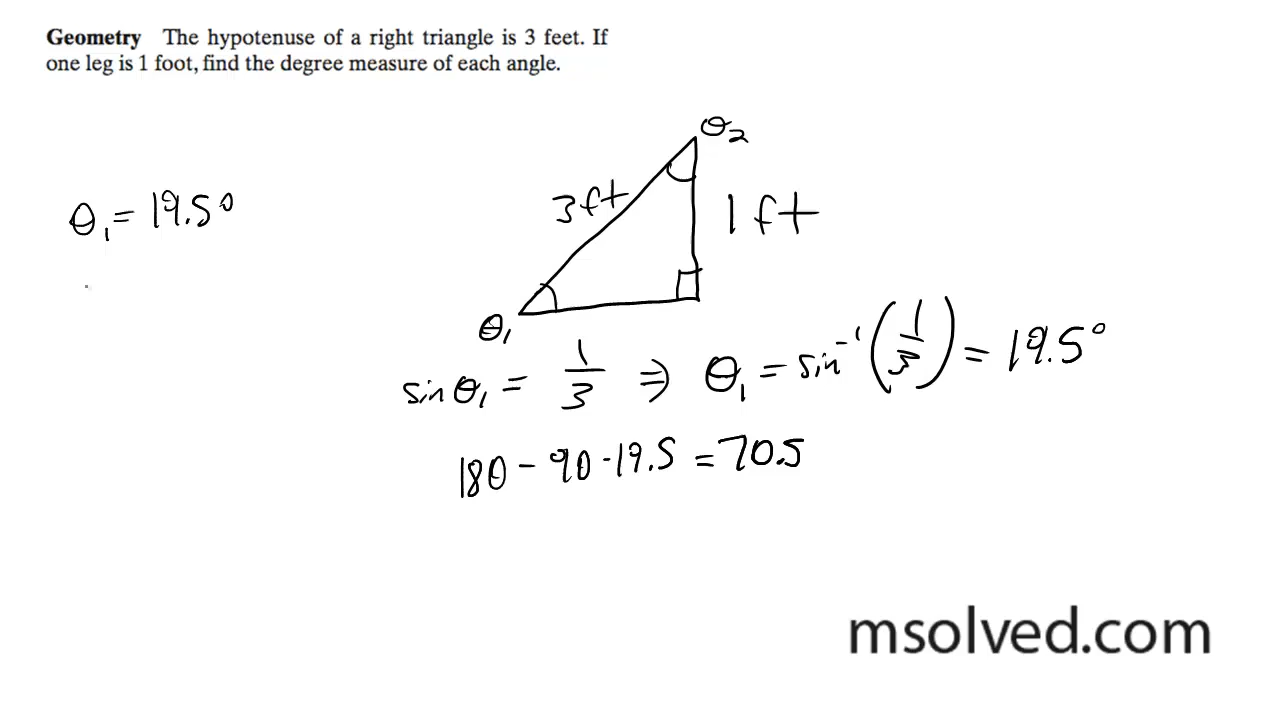 Geometry The hypotenuse of a right triangle is 3 feet. If
one leg is 1 foot, find the degree measure of each angle.
θ₂
θ₁ = 19.5°
3ft
1 ft
θ₁
sin θ₁ = 1/3 ⇒ θ₁ = sin⁻¹(1/3) = 19.5°
180 - 90 - 19.5 = 70.5
msolved.com